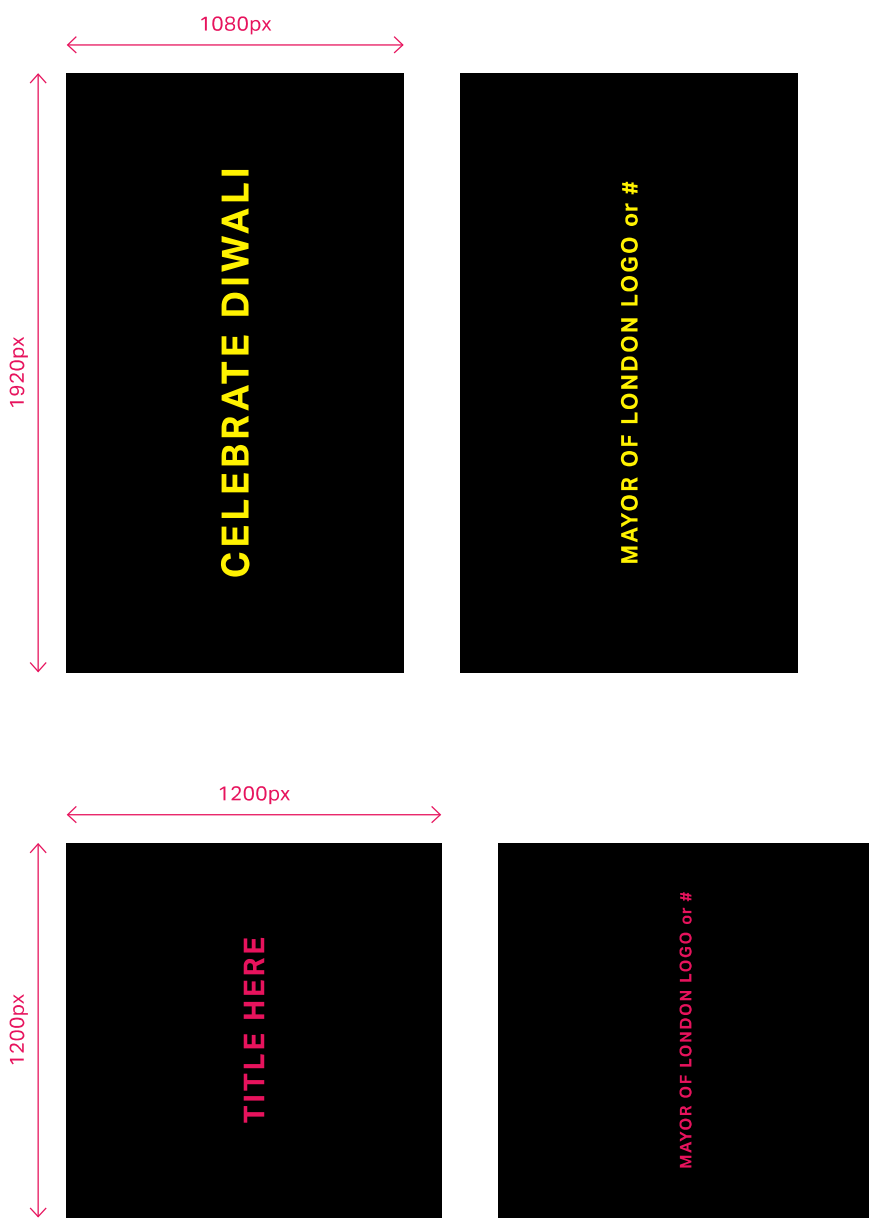 1080px
1920px
CELEBRATE DIWALI
MAYOR OF LONDON LOGO or #
1200px
1200px
TITLE HERE
MAYOR OF LONDON LOGO or #